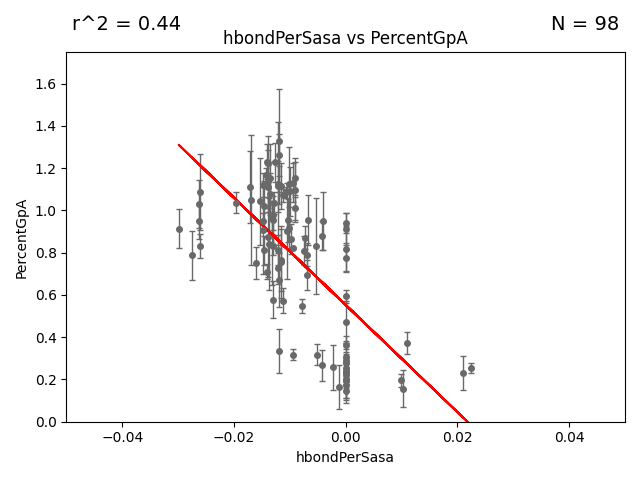 r^2 = 0.44
N = 98
hbondPerSasa vs PercentGpA
1.6
1.4
1.2
1.0
0.8
0.6
0.4
0.2
0.0
PercentGpA
−0.04
−0.02
0.00
0.02
0.04
hbondPerSasa